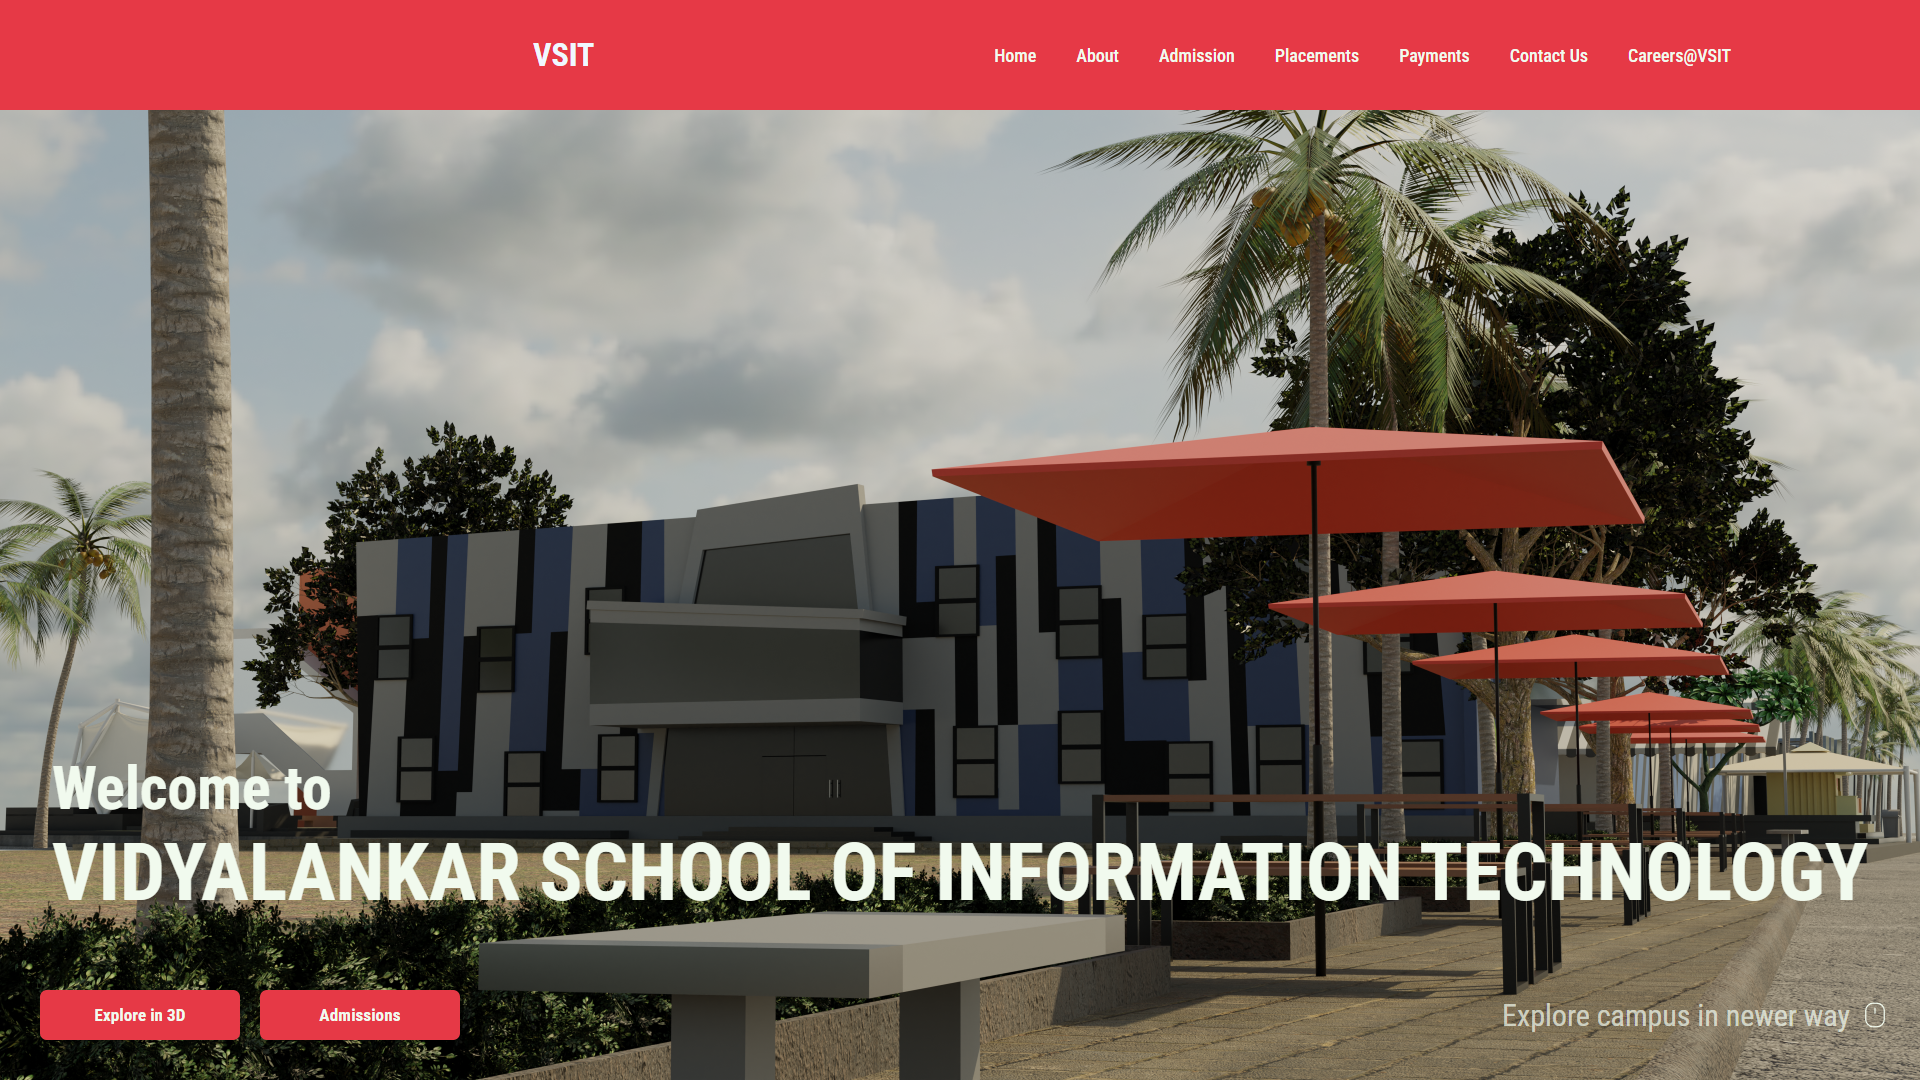 VSIT
Home About Admission Placements Payments Contact Us Careers@VSIT
Welcome to
VIDYALANKAR SCHOOL OF INFORMATION TECHNOLOGY
Explore in 3D Admissions Explore campus in newer way